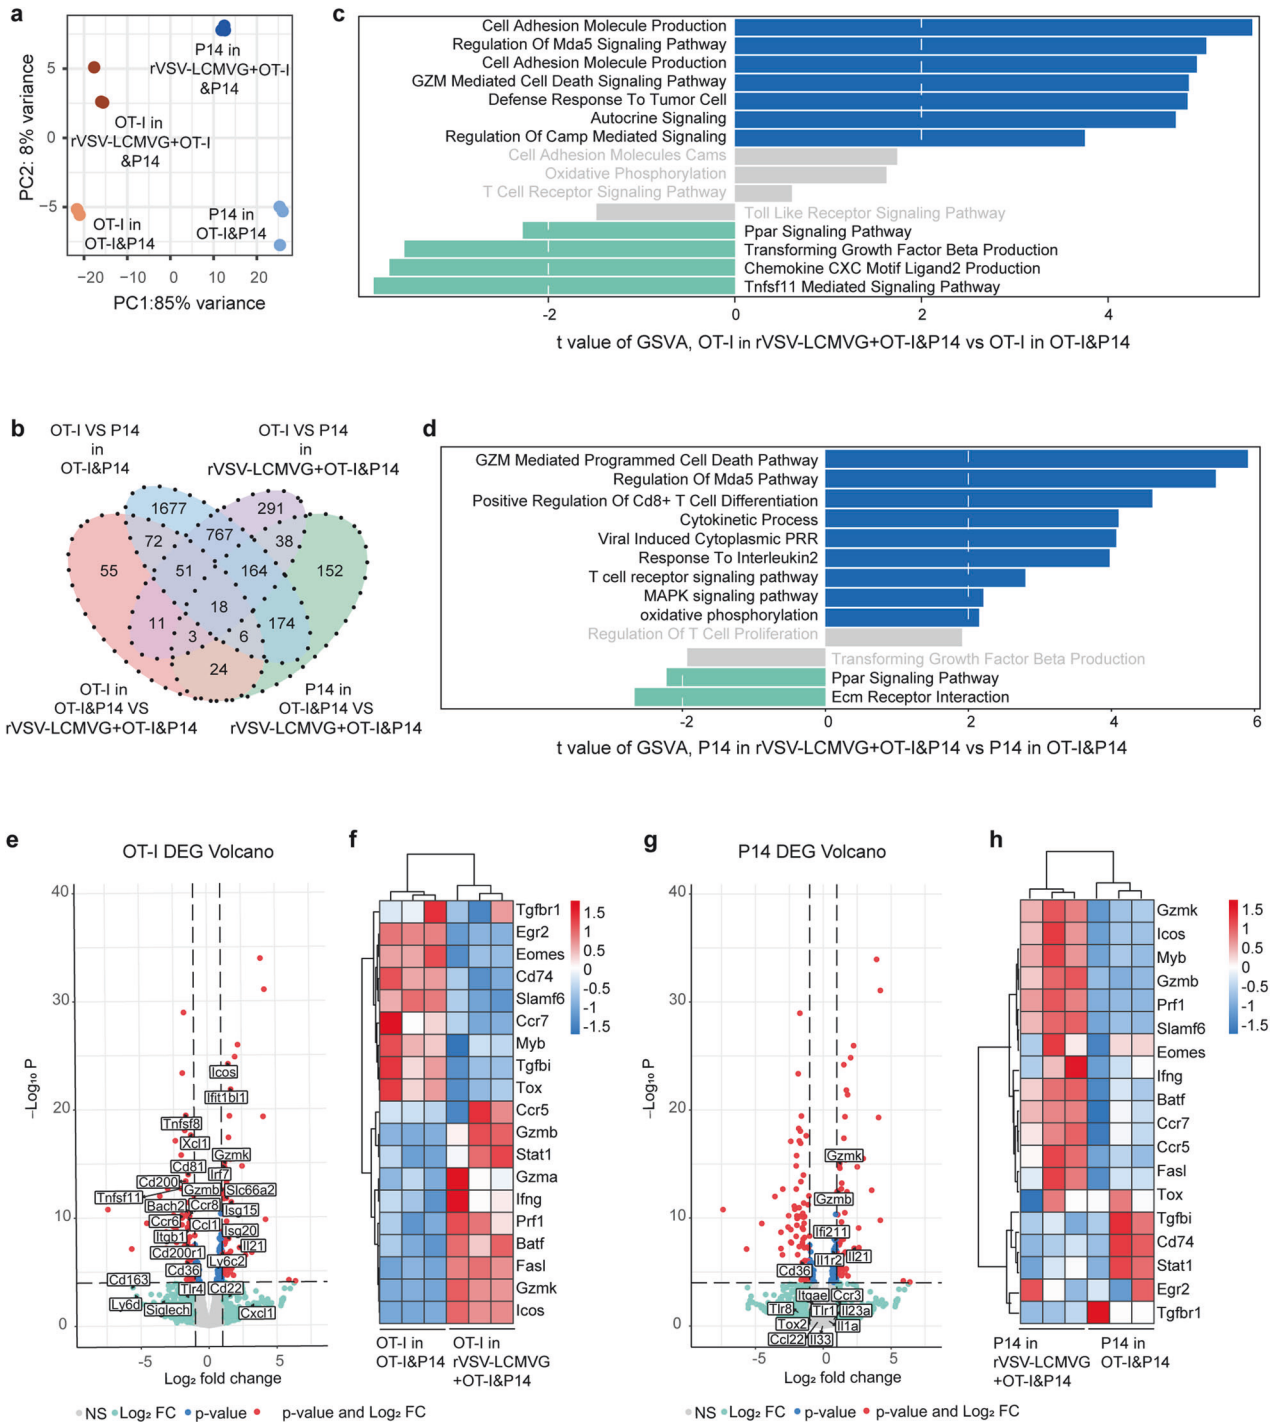 a
P14 in
rVSV-LCMVG+OT-I
&P14
OT-I in
rVSV-LCMVG+OT-I
&P14
OT-I in
OT-I&P14
P14 in
OT-I&P14
5
0
−5
PC2: 8% variance
−20 −10 0 10 20
PC1:85% variance
c
Cell Adhesion Molecule Production
Regulation Of Mda5 Signaling Pathway
Cell Adhesion Molecule Production
GZM Mediated Cell Death Signaling Pathway
Defense Response To Tumor Cell
Autocrine Signaling
Regulation Of Camp Mediated Signaling
Cell Adhesion Molecules Cams
Oxidative Phosphorylation
T Cell Receptor Signaling Pathway
Toll Like Receptor Signaling Pathway
Ppar Signaling Pathway
Transforming Growth Factor Beta Production
Chemokine CXC Motif Ligand2 Production
Tnfsf11 Mediated Signaling Pathway
-2 0 2 4
t value of GSVA, OT-I in rVSV-LCMVG+OT-I&P14 vs OT-I in OT-I&P14
b
OT-I VS P14
in
OT-I&P14
OT-I VS P14
in
rVSV-LCMVG+OT-I&P14
1677 291
72 767 38
55 51 164 152
18
11 3 6 174
24
OT-I in
OT-I&P14 VS
rVSV-LCMVG+OT-I&P14
P14 in
OT-I&P14 VS
rVSV-LCMVG+OT-I&P14
d
GZM Mediated Programmed Cell Death Pathway
Regulation Of Mda5 Pathway
Positive Regulation Of Cd8+ T Cell Differentiation
Cytokinetic Process
Viral Induced Cytoplasmic PRR
Response To Interleukin2
T cell receptor signaling pathway
MAPK signaling pathway
oxidative phosphorylation
Regulation Of T Cell Proliferation
Transforming Growth Factor Beta Production
Ppar Signaling Pathway
Ecm Receptor Interaction
-2 0 2 4 6
t value of GSVA, P14 in rVSV-LCMVG+OT-I&P14 vs P14 in OT-I&P14
e
OT-I DEG Volcano
40
30
20
10
0
−Log₁₀ P
Icos
Ifit1bl1
Tnfsf8
Xcl1
Gzmk
Cd81
Irf7
Cd200
Gzmb
Slc66a2
Tnfsf11
Bach2
Ccr8
Isg15
Ccr6
Ccl1
Isg20
Itgb1
Il21
Cd200r1
Ly6c2
Cd36
Cd163
Tlr4
Cd22
Ly6d
Siglech
Cxcl1
-5 0 5
Log₂ fold change
NS Log₂ FC p-value p-value and Log₂ FC
f
Tgfbr1
Egr2
Eomes
Cd74
Slamf6
Ccr7
Myb
Tgfbi
Tox
Ccr5
Gzmb
Stat1
Gzma
Ifng
Prf1
Batf
Fasl
Gzmk
Icos
1.5
1
0.5
0
-0.5
-1
-1.5
OT-I in
OT-I&P14
OT-I in
rVSV-LCMVG
+OT-I&P14
g
P14 DEG Volcano
40
30
20
10
0
−Log₁₀ P
Gzmk
Gzmb
Ifi211
Il1r2
Il21
Cd36
Itgae
Ccr3
Tlr8
Tlr1
Il23a
Tox2
Il1a
Ccl22
Il33
-5 0 5
Log₂ fold change
NS Log₂ FC p-value p-value and Log₂ FC
h
Gzmk
Icos
Myb
Gzmb
Prf1
Slamf6
Eomes
Ifng
Batf
Ccr7
Ccr5
Fasl
Tox
Tgfbi
Cd74
Stat1
Egr2
Tgfbr1
1.5
1
0.5
0
-0.5
-1
-1.5
P14 in
rVSV-LCMVG
+OT-I&P14
P14 in
OT-I&P14